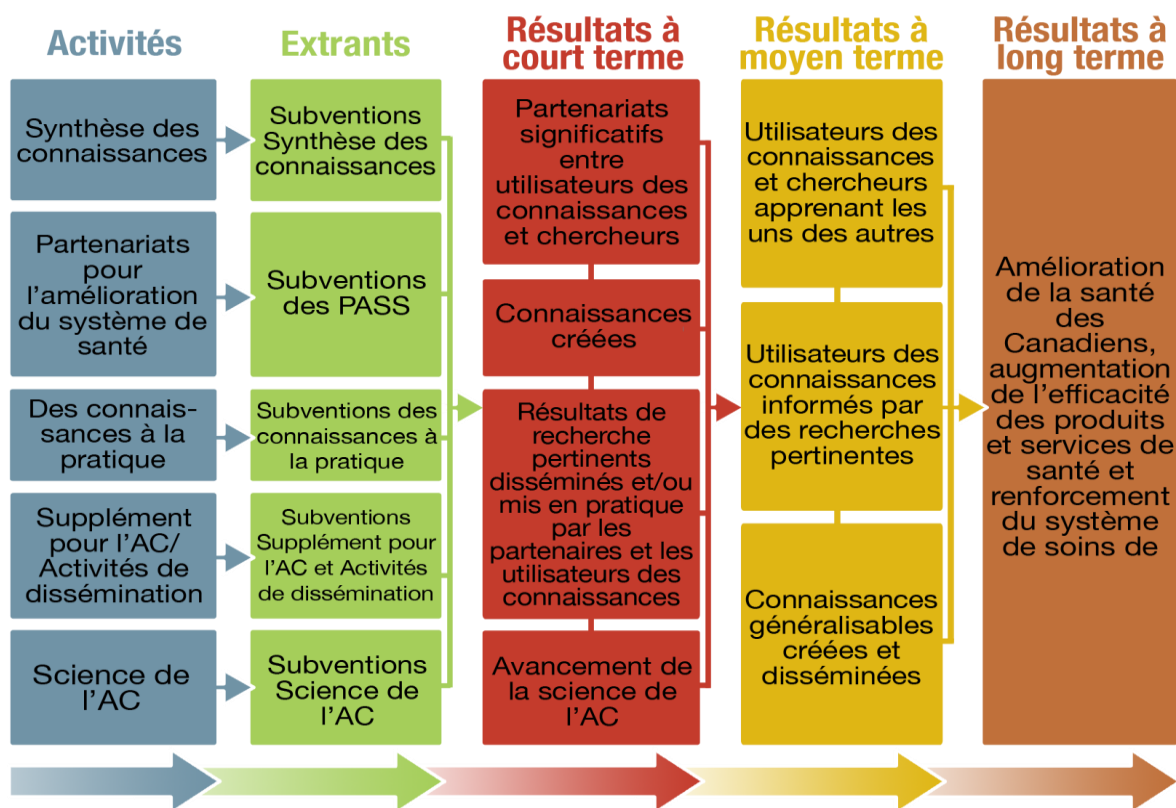 Activités
Synthèse des
connaissances
Partenariats
pour
l'amélioration
du système de
santé
Des connais-
sances à la
pratique
Supplément
pour l'AC/
Activités de
dissémination
Science de
l'AC
Extrants
Subventions
Synthèse des
connaissances
Subventions
des PASS
Subventions des
connaissances à
la pratique
Subventions
Supplément pour
l'AC et Activités
de dissémination
Subventions
Science de
l'AC
Résultats à
court terme
Partenariats
significatifs
entre
utilisateurs des
connaissances
et chercheurs
Connaissances
créées
Résultats de
recherche
pertinents
disséminés et/ou
mis en pratique
par les
partenaires et les
utilisateurs des
connaissances
Avancement de
la science de
l'AC
Résultats à
moyen terme
Utilisateurs des
connaissances
et chercheurs
apprenant les
uns des autres
Utilisateurs des
connaissances
informés par
des recherches
pertinentes
Connaissances
généralisables
créées et
disséminées
Résultats à
long terme
Amélioration
de la santé
des
Canadiens,
augmentation
de l'efficacité
des produits
et services de
santé et
renforcement
du système
de soins de